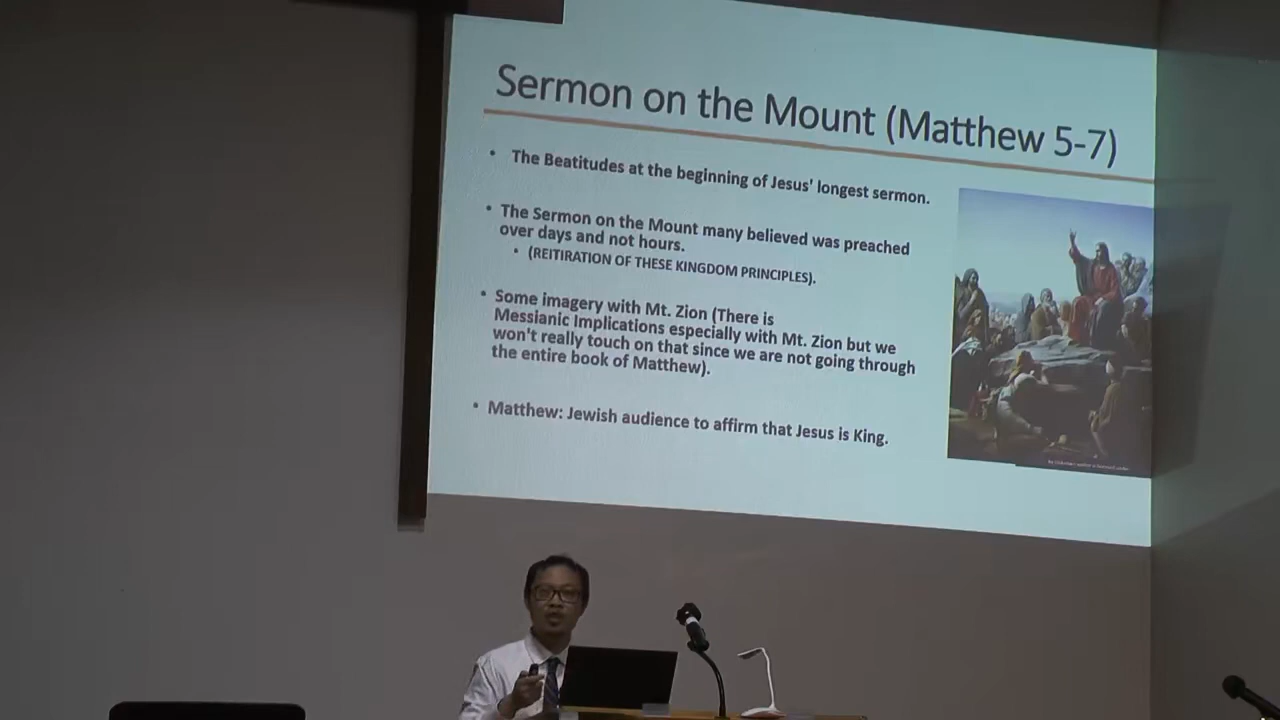 Sermon on the Mount (Matthew 5-7)
• The Beatitudes at the beginning of Jesus' longest sermon.
• The Sermon on the Mount many believed was preached
over days and not hours.
• (REITIRATION OF THESE KINGDOM PRINCIPLES).
• Some imagery with Mt. Zion (There is
Messianic Implications especially with Mt. Zion but we
won't really touch on that since we are not going through
the entire book of Matthew).
• Matthew: Jewish audience to affirm that Jesus is King.